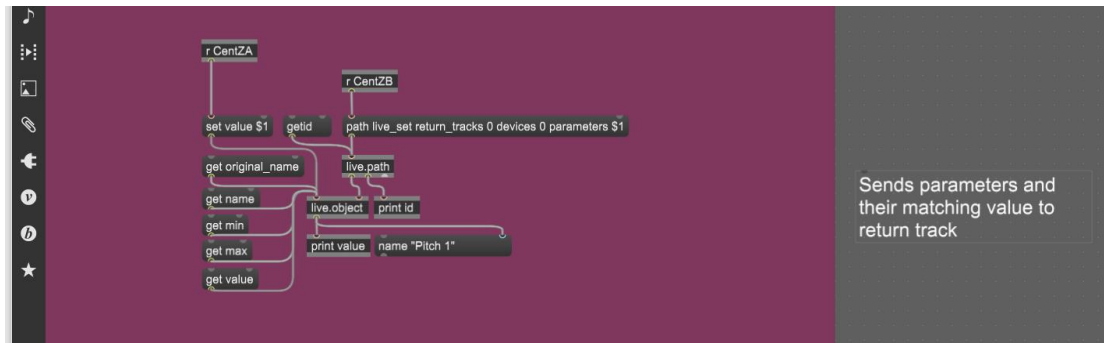 r CentZA
r CentZB
set value $1
getid
path live_set return_tracks 0 devices 0 parameters $1
get original_name
live.path
get name
live.object
print id
get min
get max
print value
name "Pitch 1"
get value
Sends parameters and
their matching value to
return track